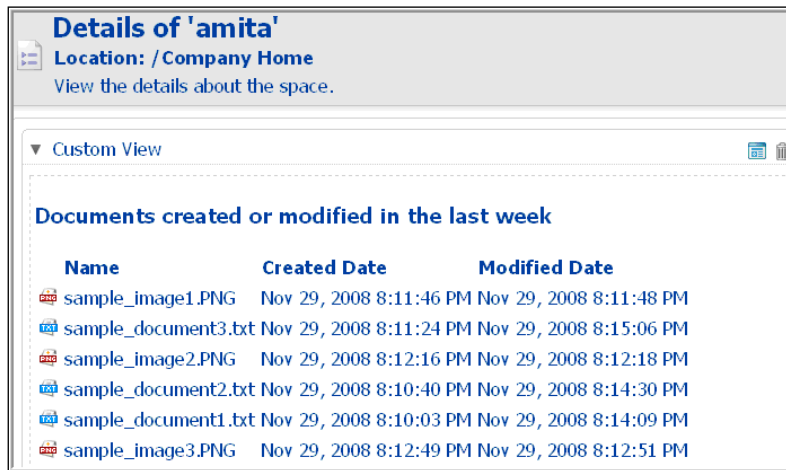 Details of 'amita'
Location: /Company Home
View the details about the space.
Custom View
Documents created or modified in the last week
Name Created Date Modified Date
PNG sample_image1.PNG Nov 29, 2008 8:11:46 PM Nov 29, 2008 8:11:48 PM
TXT sample_document3.txt Nov 29, 2008 8:11:24 PM Nov 29, 2008 8:15:06 PM
PNG sample_image2.PNG Nov 29, 2008 8:12:16 PM Nov 29, 2008 8:12:18 PM
TXT sample_document2.txt Nov 29, 2008 8:10:40 PM Nov 29, 2008 8:14:30 PM
TXT sample_document1.txt Nov 29, 2008 8:10:03 PM Nov 29, 2008 8:14:09 PM
PNG sample_image3.PNG Nov 29, 2008 8:12:49 PM Nov 29, 2008 8:12:51 PM